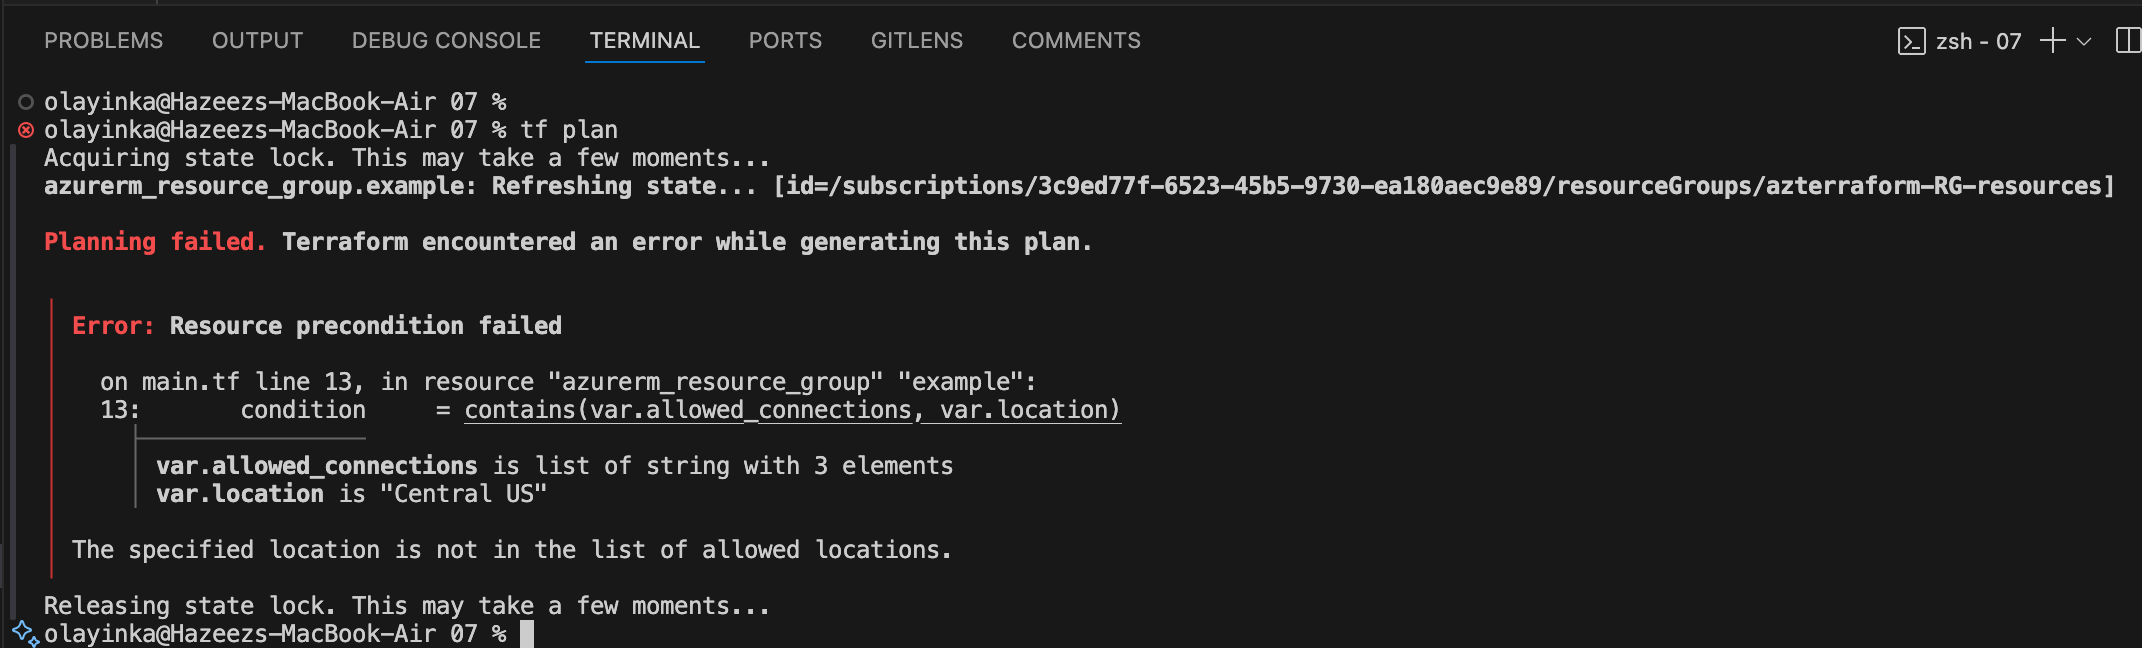 PROBLEMS OUTPUT DEBUG CONSOLE TERMINAL PORTS GITLENS COMMENTS zsh - 07
olayinka@Hazeezs-MacBook-Air 07 %
olayinka@Hazeezs-MacBook-Air 07 % tf plan
Acquiring state lock. This may take a few moments...
azurerm_resource_group.example: Refreshing state... [id=/subscriptions/3c9ed77f-6523-45b5-9730-ea180aec9e89/resourceGroups/azterraform-RG-resources]
Planning failed. Terraform encountered an error while generating this plan.
Error: Resource precondition failed
on main.tf line 13, in resource "azurerm_resource_group" "example":
13: condition = contains(var.allowed_connections, var.location)
var.allowed_connections is list of string with 3 elements
var.location is "Central US"
The specified location is not in the list of allowed locations.
Releasing state lock. This may take a few moments...
olayinka@Hazeezs-MacBook-Air 07 %